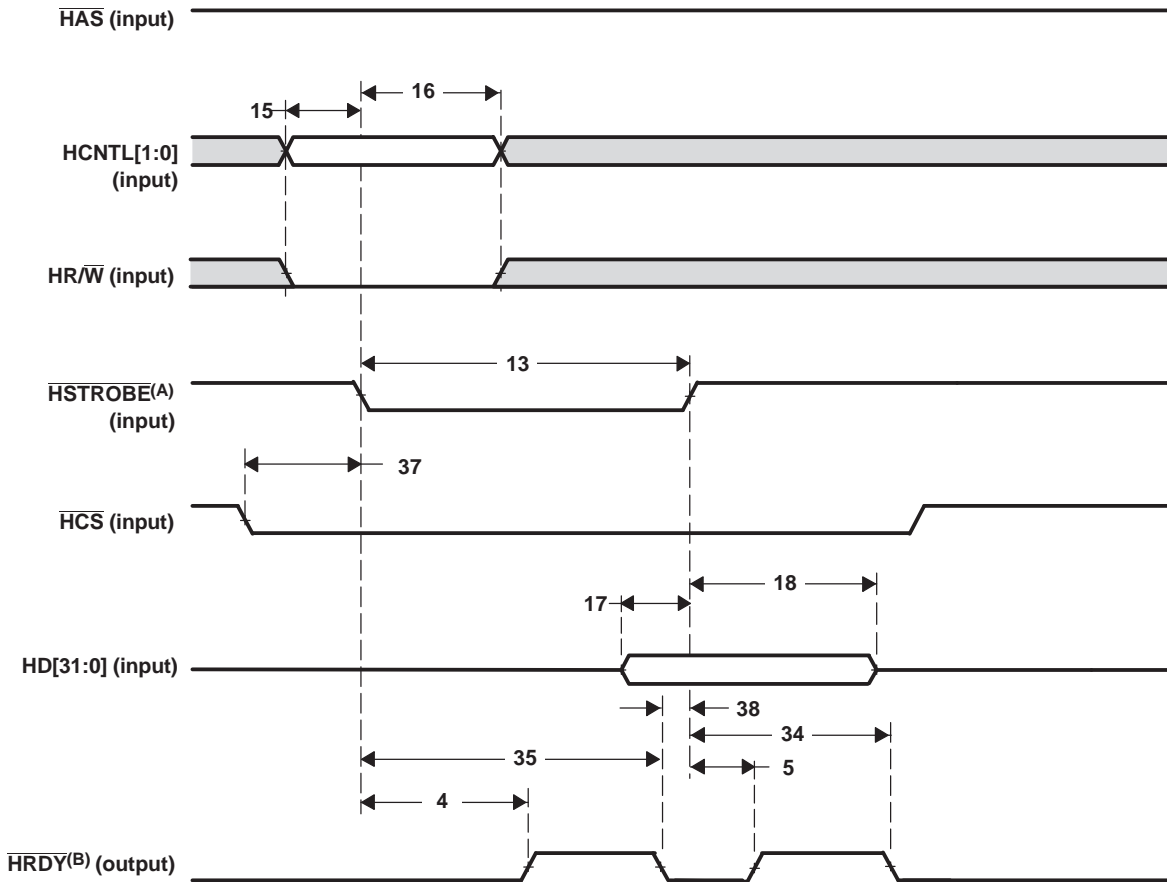 HAS (input)
16
15
HCNTL[1:0]
(input)
HR/W (input)
13
HSTROBE(A)
(input)
37
HCS (input)
18
17
HD[31:0] (input)
38
34
35
5
4
HRDY(B) (output)